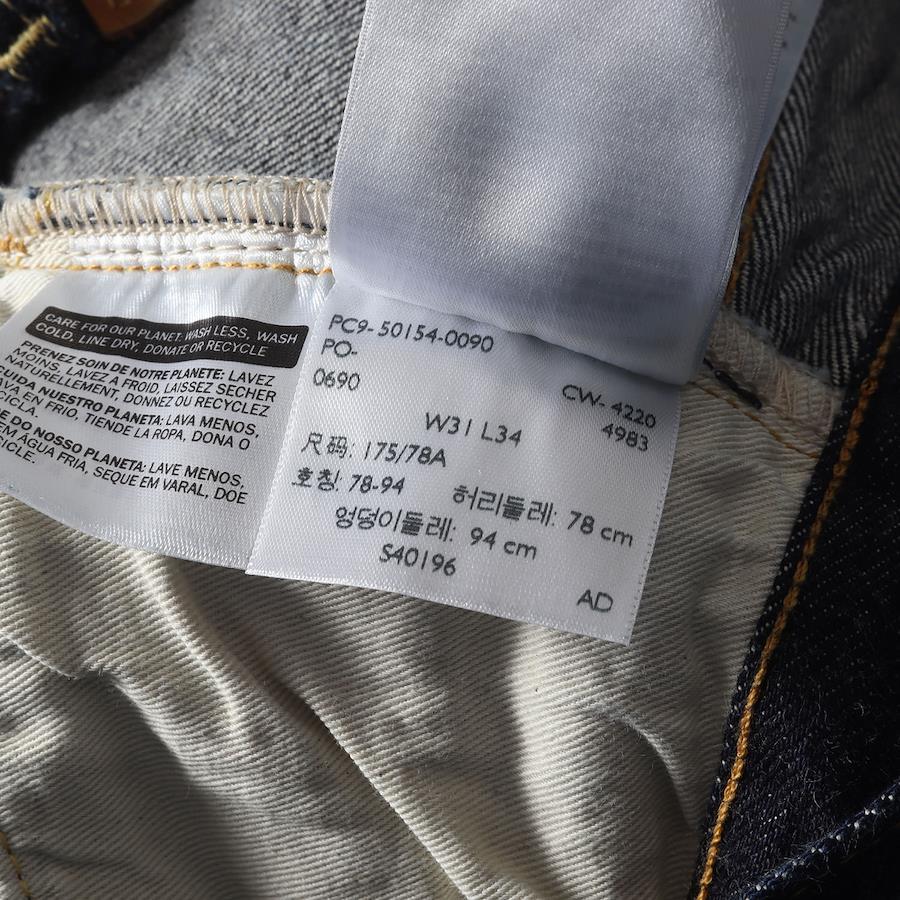 CARE FOR OUR PLANET: WASH LESS, WASH
COLD, LINE DRY, DONATE OR RECYCLE
PRENEZ SOIN DE NOTRE PLANETE: LAVEZ
MOINS, LAVEZ A FROID, LAISSEZ SECHER
NATURELLEMENT, DONNEZ OU RECYCLEZ
CUIDA NUESTRO PLANETA: LAVA MENOS,
LAVA EN FRIO, TIENDE LA ROPA, DONA O
DO NOSSO PLANETA: LAVE MENOS,
EM ÁGUA FRIA, SEQUE EM VARAL, DOE
PC9-50154-0090
PO-
0690
CW-4220
4983
W31 L34
尺码: 175/78A
호칭: 78-94
허리둘레: 78 cm
엉덩이둘레: 94 cm
S40196
AD